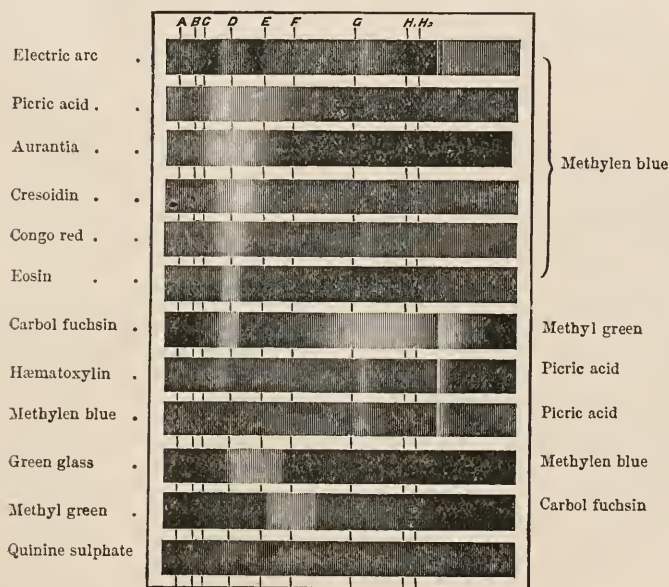 A B C D E F G H, H2
Electric arc .
Picric acid . .
Aurantia . .
Methylen blue
Cresoidin .
Congo red . .
Eosin . .
Carbol fuchsin . Methyl green
Hæmatoxylin . Picric acid
Methylen blue . Picric acid
Green glass . Methylen blue
Methyl green . Carbol fuchsin
Quinine sulphate